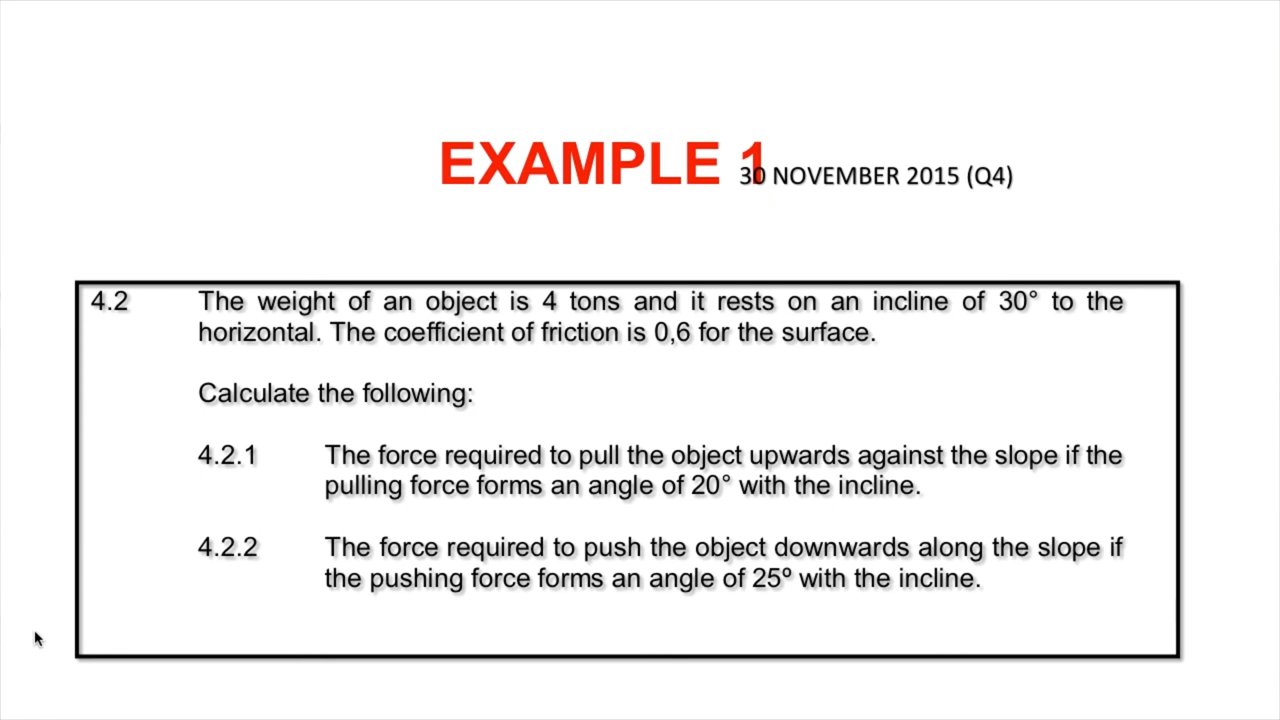 EXAMPLE 1
30 NOVEMBER 2015 (Q4)
4.2 The weight of an object is 4 tons and it rests on an incline of 30° to the
horizontal. The coefficient of friction is 0,6 for the surface.
Calculate the following:
4.2.1 The force required to pull the object upwards against the slope if the
pulling force forms an angle of 20° with the incline.
4.2.2 The force required to push the object downwards along the slope if
the pushing force forms an angle of 25º with the incline.